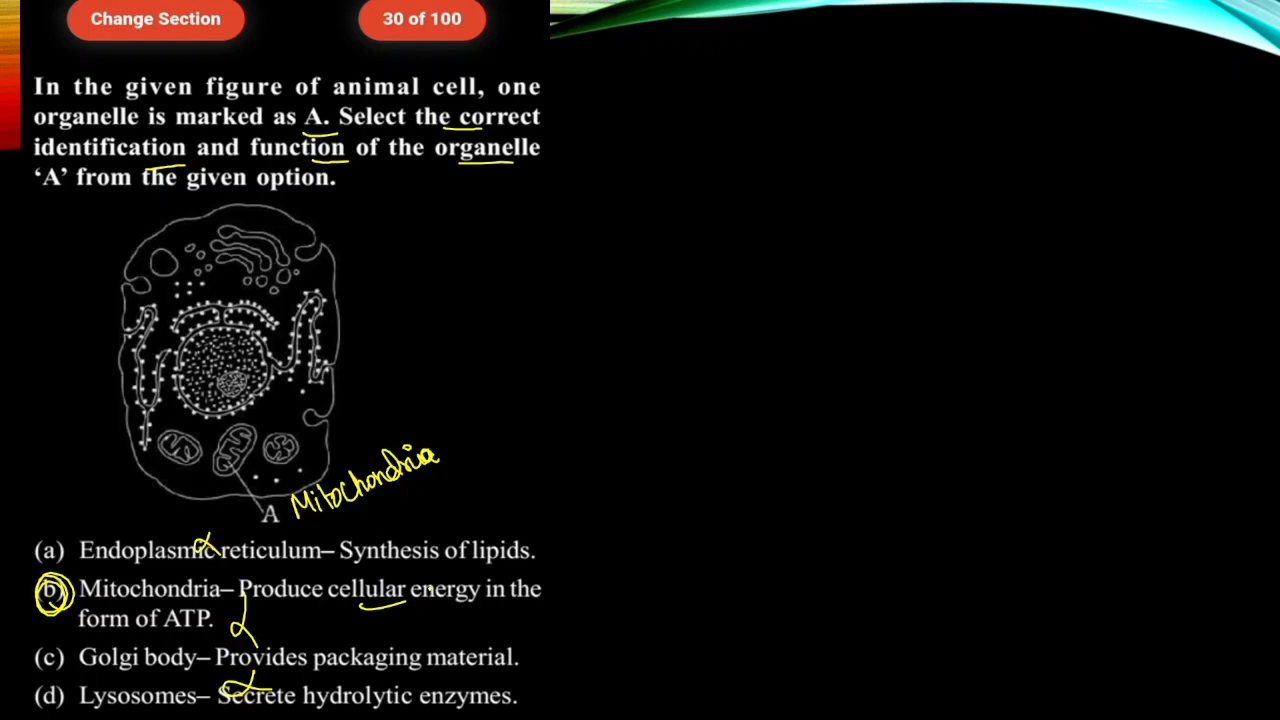 Change Section
30 of 100
In the given figure of animal cell, one
organelle is marked as A. Select the correct
identification and function of the organelle
‘A’ from the given option.
Mitochondria
A
(a) Endoplasmic reticulum– Synthesis of lipids.
(b) Mitochondria– Produce cellular energy in the
form of ATP.
(c) Golgi body– Provides packaging material.
(d) Lysosomes– Secrete hydrolytic enzymes.